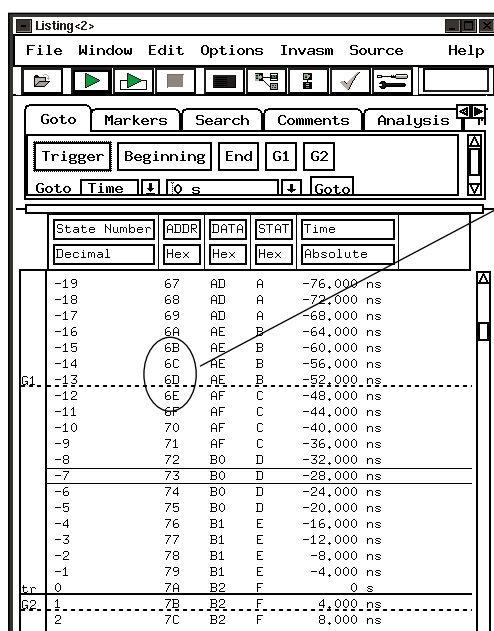 Listing<2>
File Window Edit Options Invasm Source Help
Goto Markers Search Comments Analysis
Trigger Beginning End G1 G2
Goto Time 0 s Goto
State Number ADDR DATA STAT Time
Decimal Hex Hex Hex Absolute
-19 67 AD A -76.000 ns
-18 68 AD A -72.000 ns
-17 69 AD A -68.000 ns
-16 6A AE B -64.000 ns
-15 6B AE B -60.000 ns
-14 6C AE B -56.000 ns
G1 -13 6D AE B -52.000 ns
-12 6E AF C -48.000 ns
-11 6F AF C -44.000 ns
-10 70 AF C -40.000 ns
-9 71 AF C -36.000 ns
-8 72 B0 D -32.000 ns
-7 73 B0 D -28.000 ns
-6 74 B0 D -24.000 ns
-5 75 B0 D -20.000 ns
-4 76 B1 E -16.000 ns
-3 77 B1 E -12.000 ns
-2 78 B1 E -8.000 ns
-1 79 B1 E -4.000 ns
tr 0 7A B2 F 0 s
G2 1 7B B2 F 4.000 ns
2 7C B2 F 8.000 ns